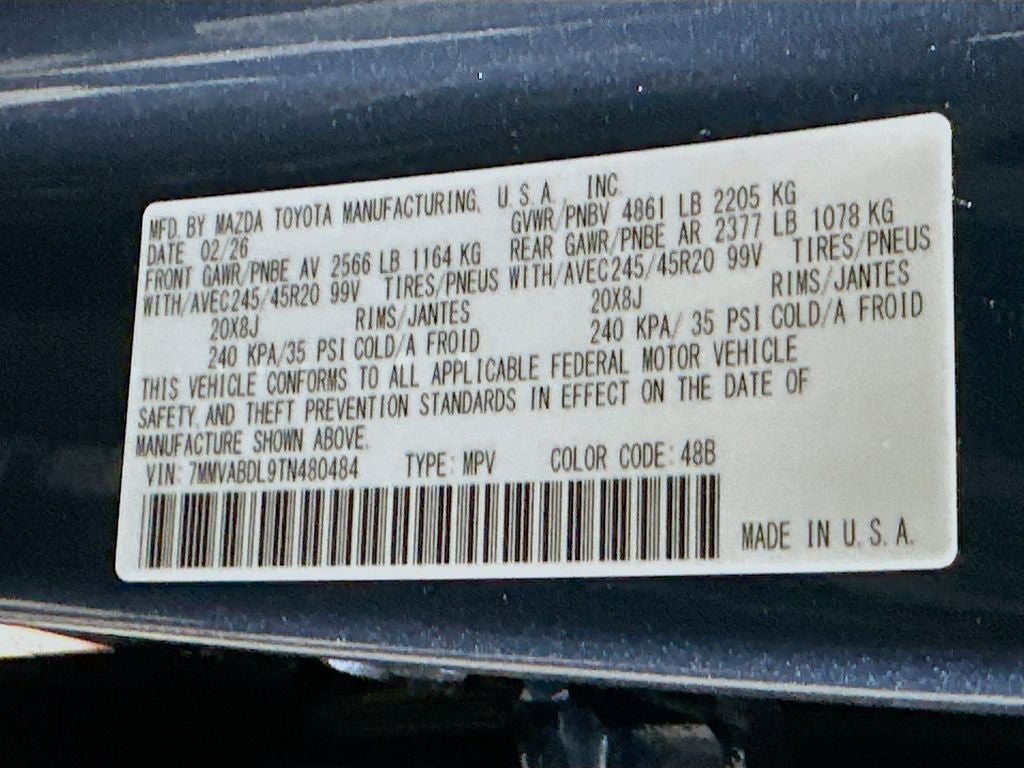 MFD. BY MAZDA TOYOTA MANUFACTURING, U.S.A. INC.
DATE 02/26 GVWR/PNBV 4861 LB 2205 KG
FRONT GAWR/PNBE AV 2566 LB 1164 KG REAR GAWR/PNBE AR 2377 LB 1078 KG
WITH/AVEC245/45R20 99V TIRES/PNEUS WITH/AVEC245/45R20 99V TIRES/PNEUS
20X8J RIMS/JANTES 20X8J RIMS/JANTES
240 KPA/35 PSI COLD/A FROID 240 KPA/ 35 PSI COLD/A FROID
THIS VEHICLE CONFORMS TO ALL APPLICABLE FEDERAL MOTOR VEHICLE
SAFETY, AND THEFT PREVENTION STANDARDS IN EFFECT ON THE DATE OF
MANUFACTURE SHOWN ABOVE.
VIN: 7MMVABDL9TN480484 TYPE: MPV COLOR CODE: 48B
MADE IN U.S.A.